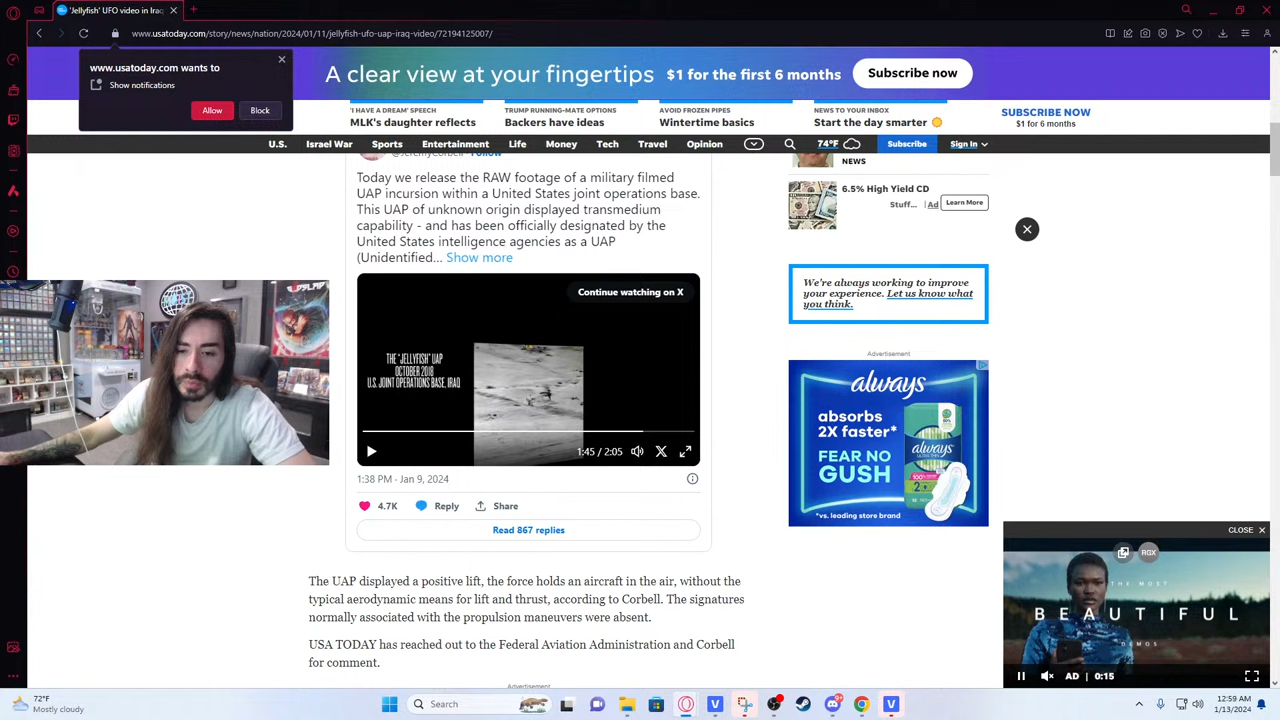 'Jellyfish' UFO video in Iraq
www.usatoday.com/story/news/nation/2024/01/11/jellyfish-ufo-uap-iraq-video/72194125007/
www.usatoday.com wants to
Show notifications
Allow
Block
A clear view at your fingertips
$1 for the first 6 months
Subscribe now
'I HAVE A DREAM' SPEECH
MLK's daughter reflects
TRUMP RUNNING-MATE OPTIONS
Backers have ideas
AVOID FROZEN PIPES
Wintertime basics
NEWS TO YOUR INBOX
Start the day smarter
SUBSCRIBE NOW
$1 for 6 months
U.S.
Israel War
Sports
Entertainment
Life
Money
Tech
Travel
Opinion
74°F
Subscribe
Sign In
@JeremyCorbell · Follow
Today we release the RAW footage of a military filmed
UAP incursion within a United States joint operations base.
This UAP of unknown origin displayed transmedium
capability - and has been officially designated by the
United States intelligence agencies as a UAP
(Unidentified... Show more
Continue watching on X
THE "JELLYFISH" UAP
OCTOBER 2018
U.S. JOINT OPERATIONS BASE, IRAQ
1:45 / 2:05
1:38 PM · Jan 9, 2024
4.7K
Reply
Share
Read 867 replies
The UAP displayed a positive lift, the force holds an aircraft in the air, without the
typical aerodynamic means for lift and thrust, according to Corbell. The signatures
normally associated with the propulsion maneuvers were absent.
USA TODAY has reached out to the Federal Aviation Administration and Corbell
for comment.
Advertisement
NEWS
6.5% High Yield CD
Stuff...
Ad
Learn More
We're always working to improve
your experience. Let us know what
you think.
Advertisement
always
absorbs
2X faster*
FEAR NO
GUSH
always
*vs. leading store brand
CLOSE
RGX
THE MOST
BEAUTIFUL
DEMOS
AD | 0:15
72°F
Mostly cloudy
Search
12:59 AM
1/13/2024